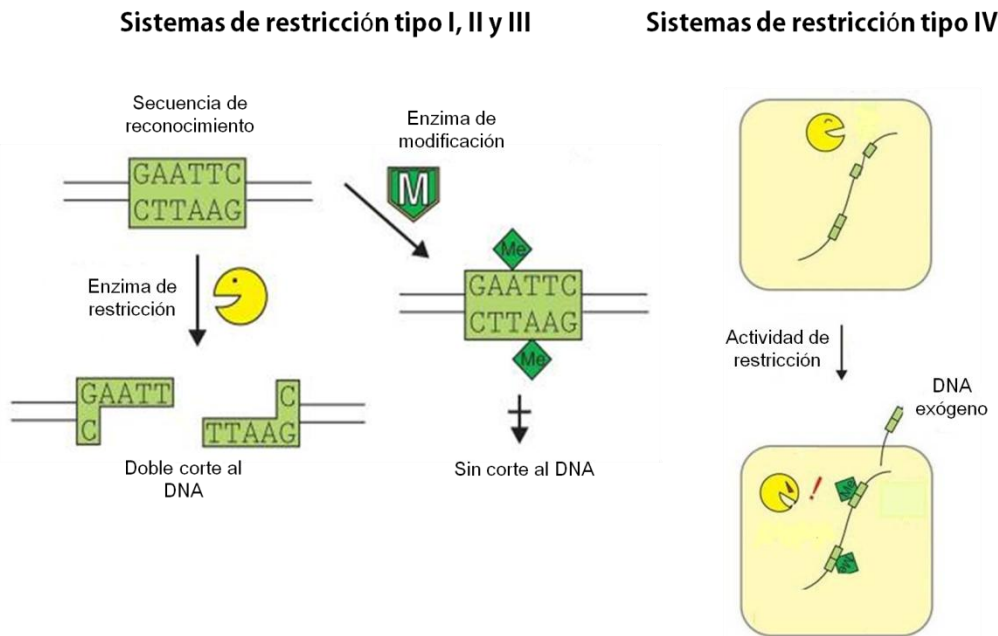 Sistemas de restricción tipo I, II y III
Sistemas de restricción tipo IV
Secuencia de
reconocimiento
GAATTC
CTTAAG
Enzima de
modificación
M
Enzima de
restricción
Me
GAATTC
CTTAAG
Me
GAATT
C
C
TTAAG
Doble corte al
DNA
Sin corte al DNA
Actividad de
restricción
DNA
exógeno
!
Me
Me